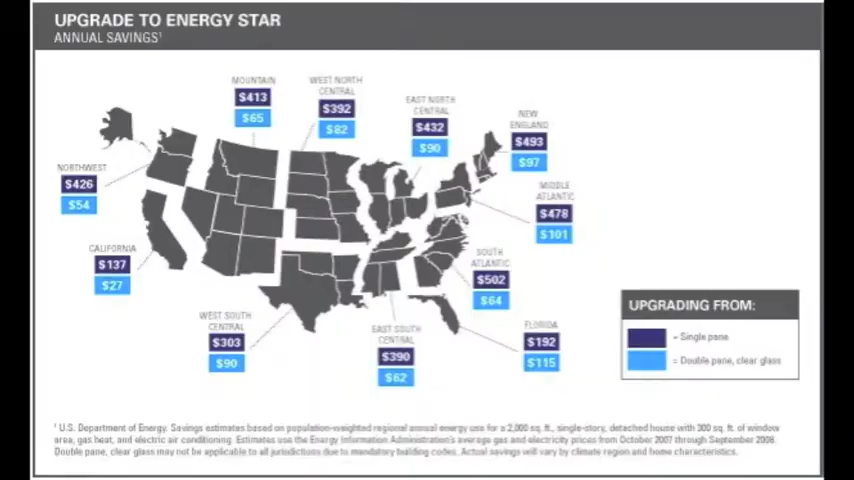 UPGRADE TO ENERGY STAR
ANNUAL SAVINGS¹
MOUNTAIN
$413
$65
WEST NORTH
CENTRAL
$392
$82
EAST NORTH
CENTRAL
$432
$90
NEW
ENGLAND
$493
$97
NORTHWEST
$426
$54
MIDDLE
ATLANTIC
$478
$101
CALIFORNIA
$137
$27
SOUTH
ATLANTIC
$502
$64
WEST SOUTH
CENTRAL
$303
$90
EAST SOUTH
CENTRAL
$390
$62
FLORIDA
$192
$115
UPGRADING FROM:
= Single pane
= Double pane, clear glass
¹ U.S. Department of Energy. Savings estimates based on population-weighted regional annual energy use for a 2,000 sq. ft., single-story, detached house with 300 sq. ft. of window
area, gas heat, and electric air conditioning. Estimates use the Energy Information Administration's average gas and electricity prices from October 2007 through September 2008.
Double pane, clear glass may not be applicable to all jurisdictions due to mandatory building codes. Actual savings will vary by climate region and home characteristics.